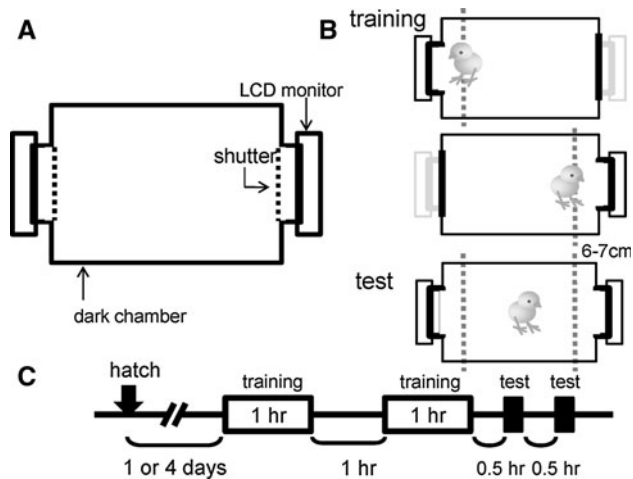 A
LCD monitor
shutter
dark chamber
B
training
6-7cm
test
C
hatch
training
training
test
test
1 hr
1 hr
1 or 4 days
1 hr
0.5 hr
0.5 hr